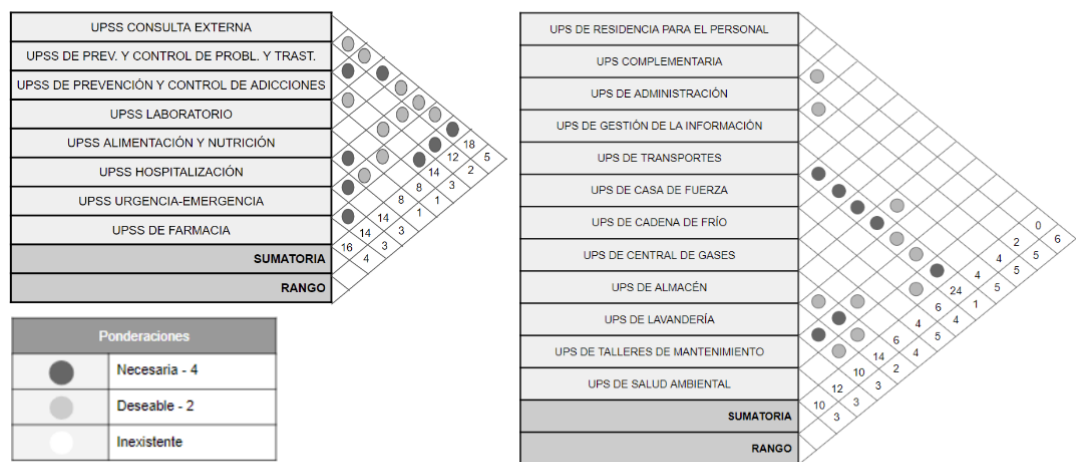 UPSS CONSULTA EXTERNA
UPSS DE PREV. Y CONTROL DE PROBL. Y TRAST.
UPSS DE PREVENCIÓN Y CONTROL DE ADICCIONES
UPSS LABORATORIO
UPSS ALIMENTACIÓN Y NUTRICIÓN
UPSS HOSPITALIZACIÓN
UPSS URGENCIA-EMERGENCIA
UPSS DE FARMACIA
SUMATORIA
RANGO
18
12 5
14 2
8 3
8 1
14 1
14 3
16 3
4
Ponderaciones
Necesaria - 4
Deseable - 2
Inexistente
UPS DE RESIDENCIA PARA EL PERSONAL
UPS COMPLEMENTARIA
UPS DE ADMINISTRACIÓN
UPS DE GESTIÓN DE LA INFORMACIÓN
UPS DE TRANSPORTES
UPS DE CASA DE FUERZA
UPS DE CADENA DE FRÍO
UPS DE CENTRAL DE GASES
UPS DE ALMACÉN
UPS DE LAVANDERÍA
UPS DE TALLERES DE MANTENIMIENTO
UPS DE SALUD AMBIENTAL
SUMATORIA
RANGO
0
2 6
4 5
4 5
24 5
6 1
4 4
6 5
14 4
10 2
12 3
10 3
3